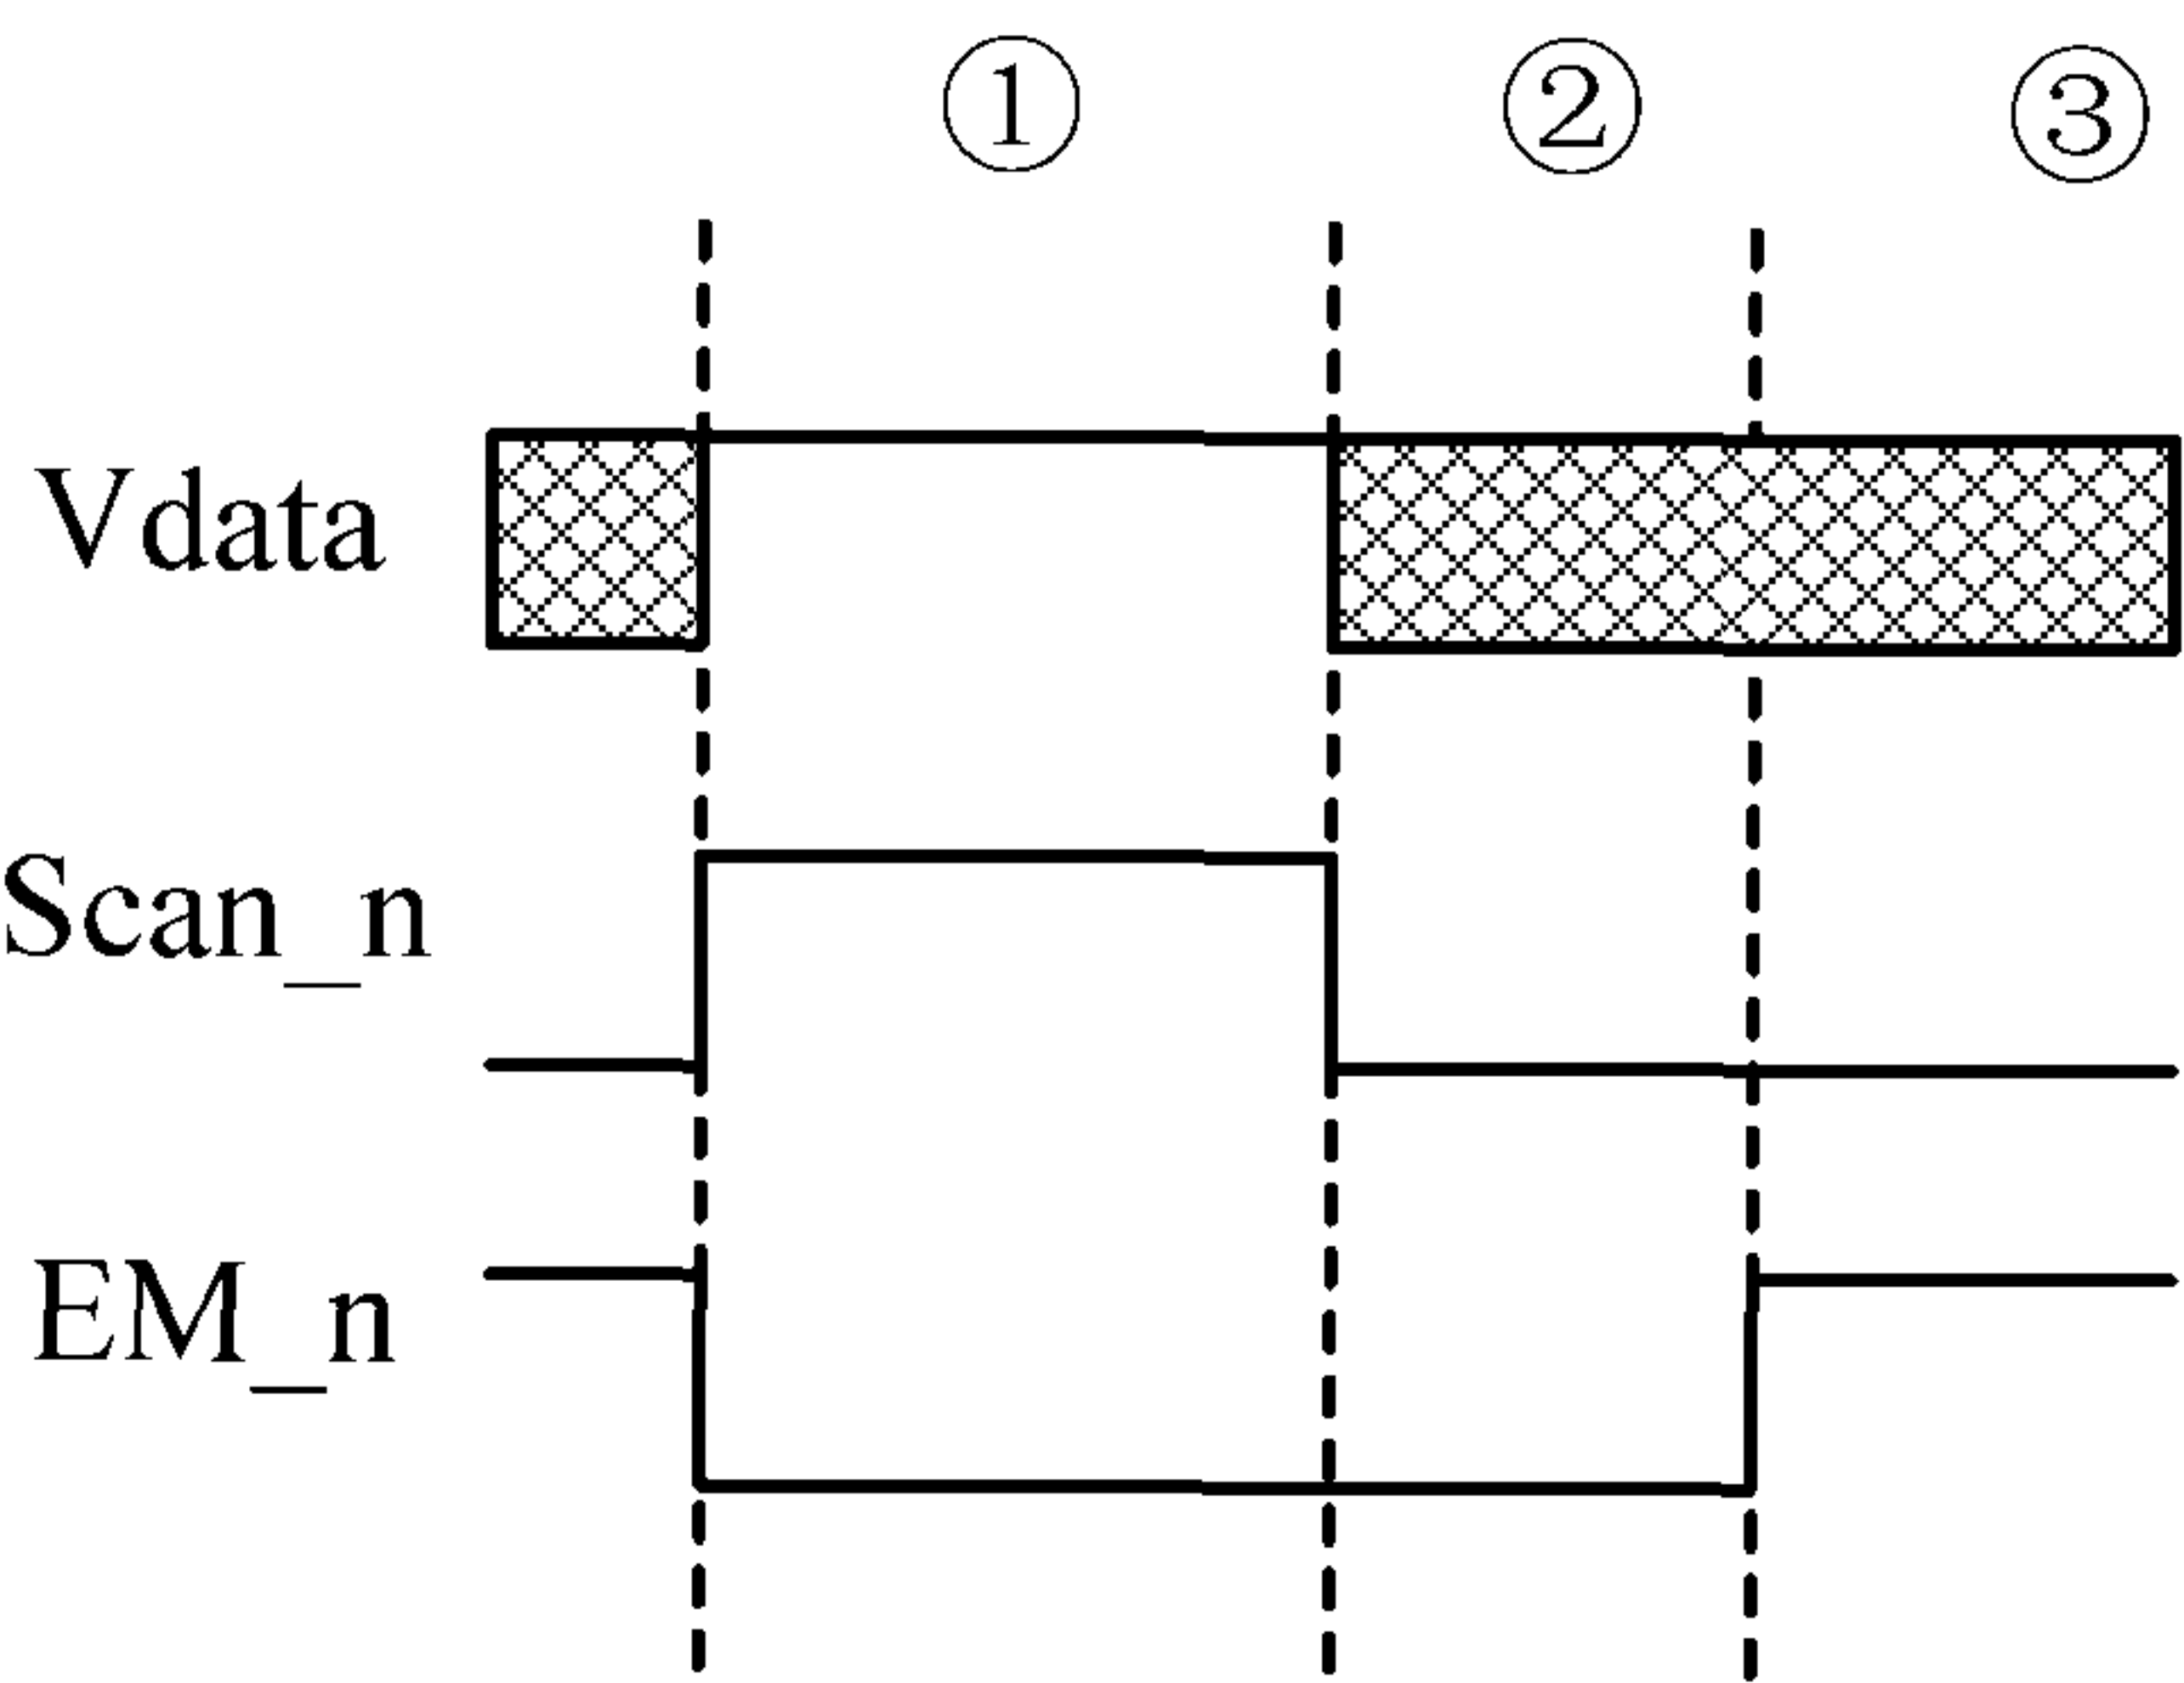 ① ② ③
Vdata
Scan_n
EM_n